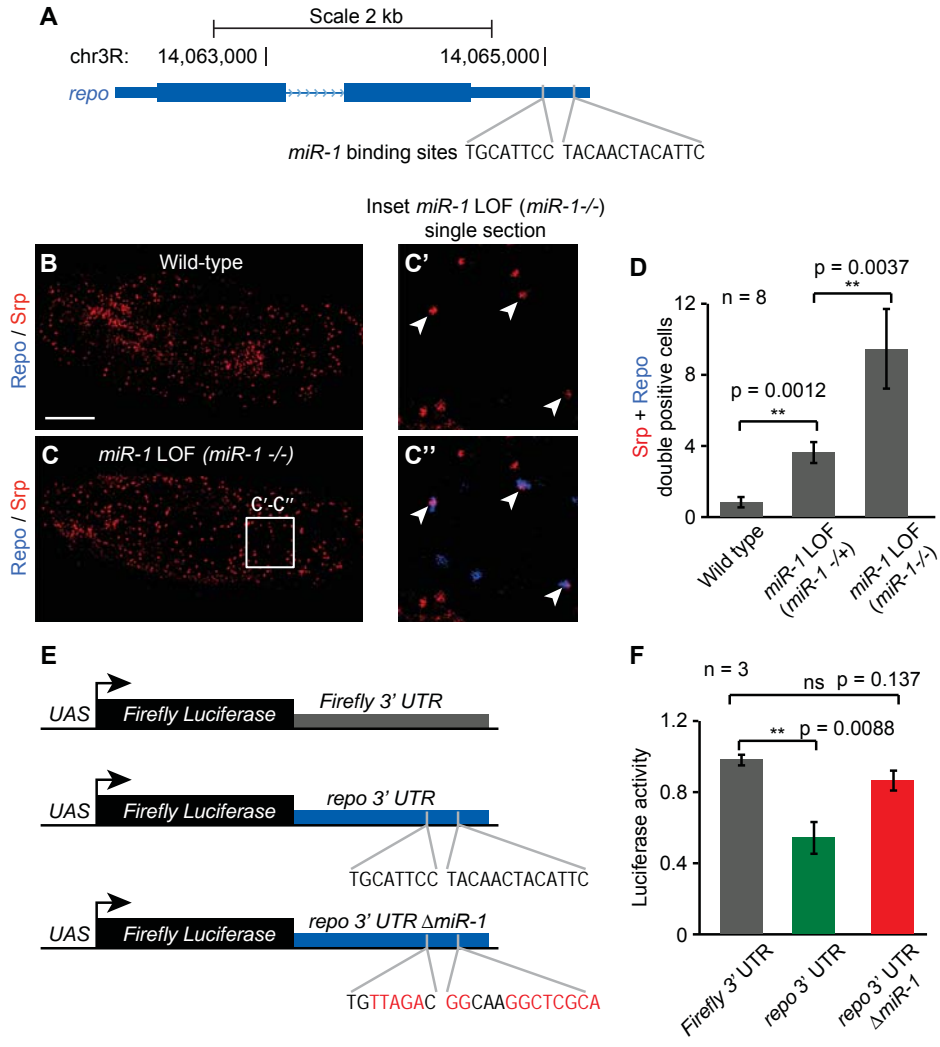 A
Scale 2 kb
chr3R: 14,063,000 14,065,000
repo
miR-1 binding sites TGCATTCC TACAACTACATTC
Inset miR-1 LOF (miR-1-/-)
single section
B
Wild-type
Repo / Srp
C
miR-1 LOF (miR-1 -/-)
C'-C''
Repo / Srp
C'
C''
D
n = 8
p = 0.0037
**
p = 0.0012
**
Srp + Repo
double positive cells
12
8
4
0
Wild type
miR-1 LOF
(miR-1 -/+)
miR-1 LOF
(miR-1-/-)
E
UAS Firefly Luciferase Firefly 3' UTR
UAS Firefly Luciferase repo 3' UTR
TGCATTCC TACAACTACATTC
UAS Firefly Luciferase repo 3' UTR ΔmiR-1
TGTTAGAC GGCAAGGCTCGCA
F
n = 3
ns p = 0.137
** p = 0.0088
Luciferase activity
1.2
0.8
0.4
0
Firefly 3' UTR
repo 3' UTR
repo 3' UTR
ΔmiR-1